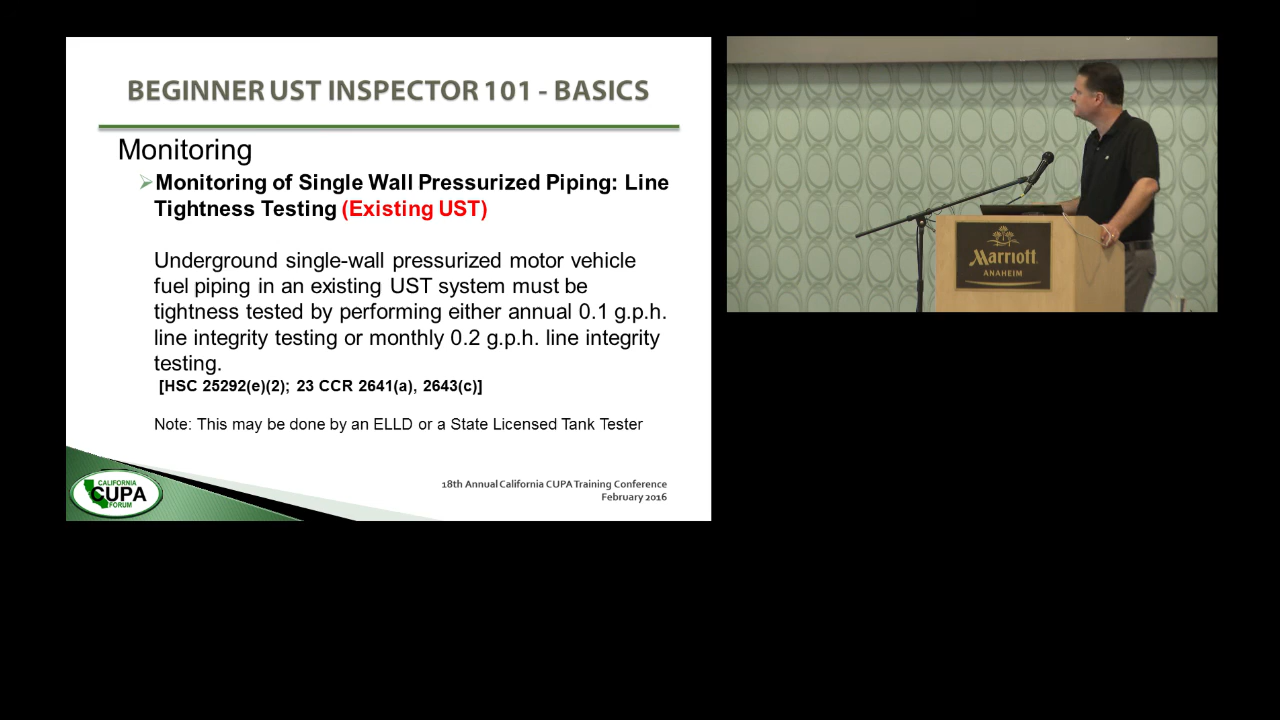 BEGINNER UST INSPECTOR 101 - BASICS
Monitoring
Monitoring of Single Wall Pressurized Piping: Line
Tightness Testing (Existing UST)
Underground single-wall pressurized motor vehicle
fuel piping in an existing UST system must be
tightness tested by performing either annual 0.1 g.p.h.
line integrity testing or monthly 0.2 g.p.h. line integrity
testing.
[HSC 25292(e)(2); 23 CCR 2641(a), 2643(c)]
Note: This may be done by an ELLD or a State Licensed Tank Tester
CALIFORNIA
CUPA
FORUM
18th Annual California CUPA Training Conference
February 2016
Marriott
ANAHEIM